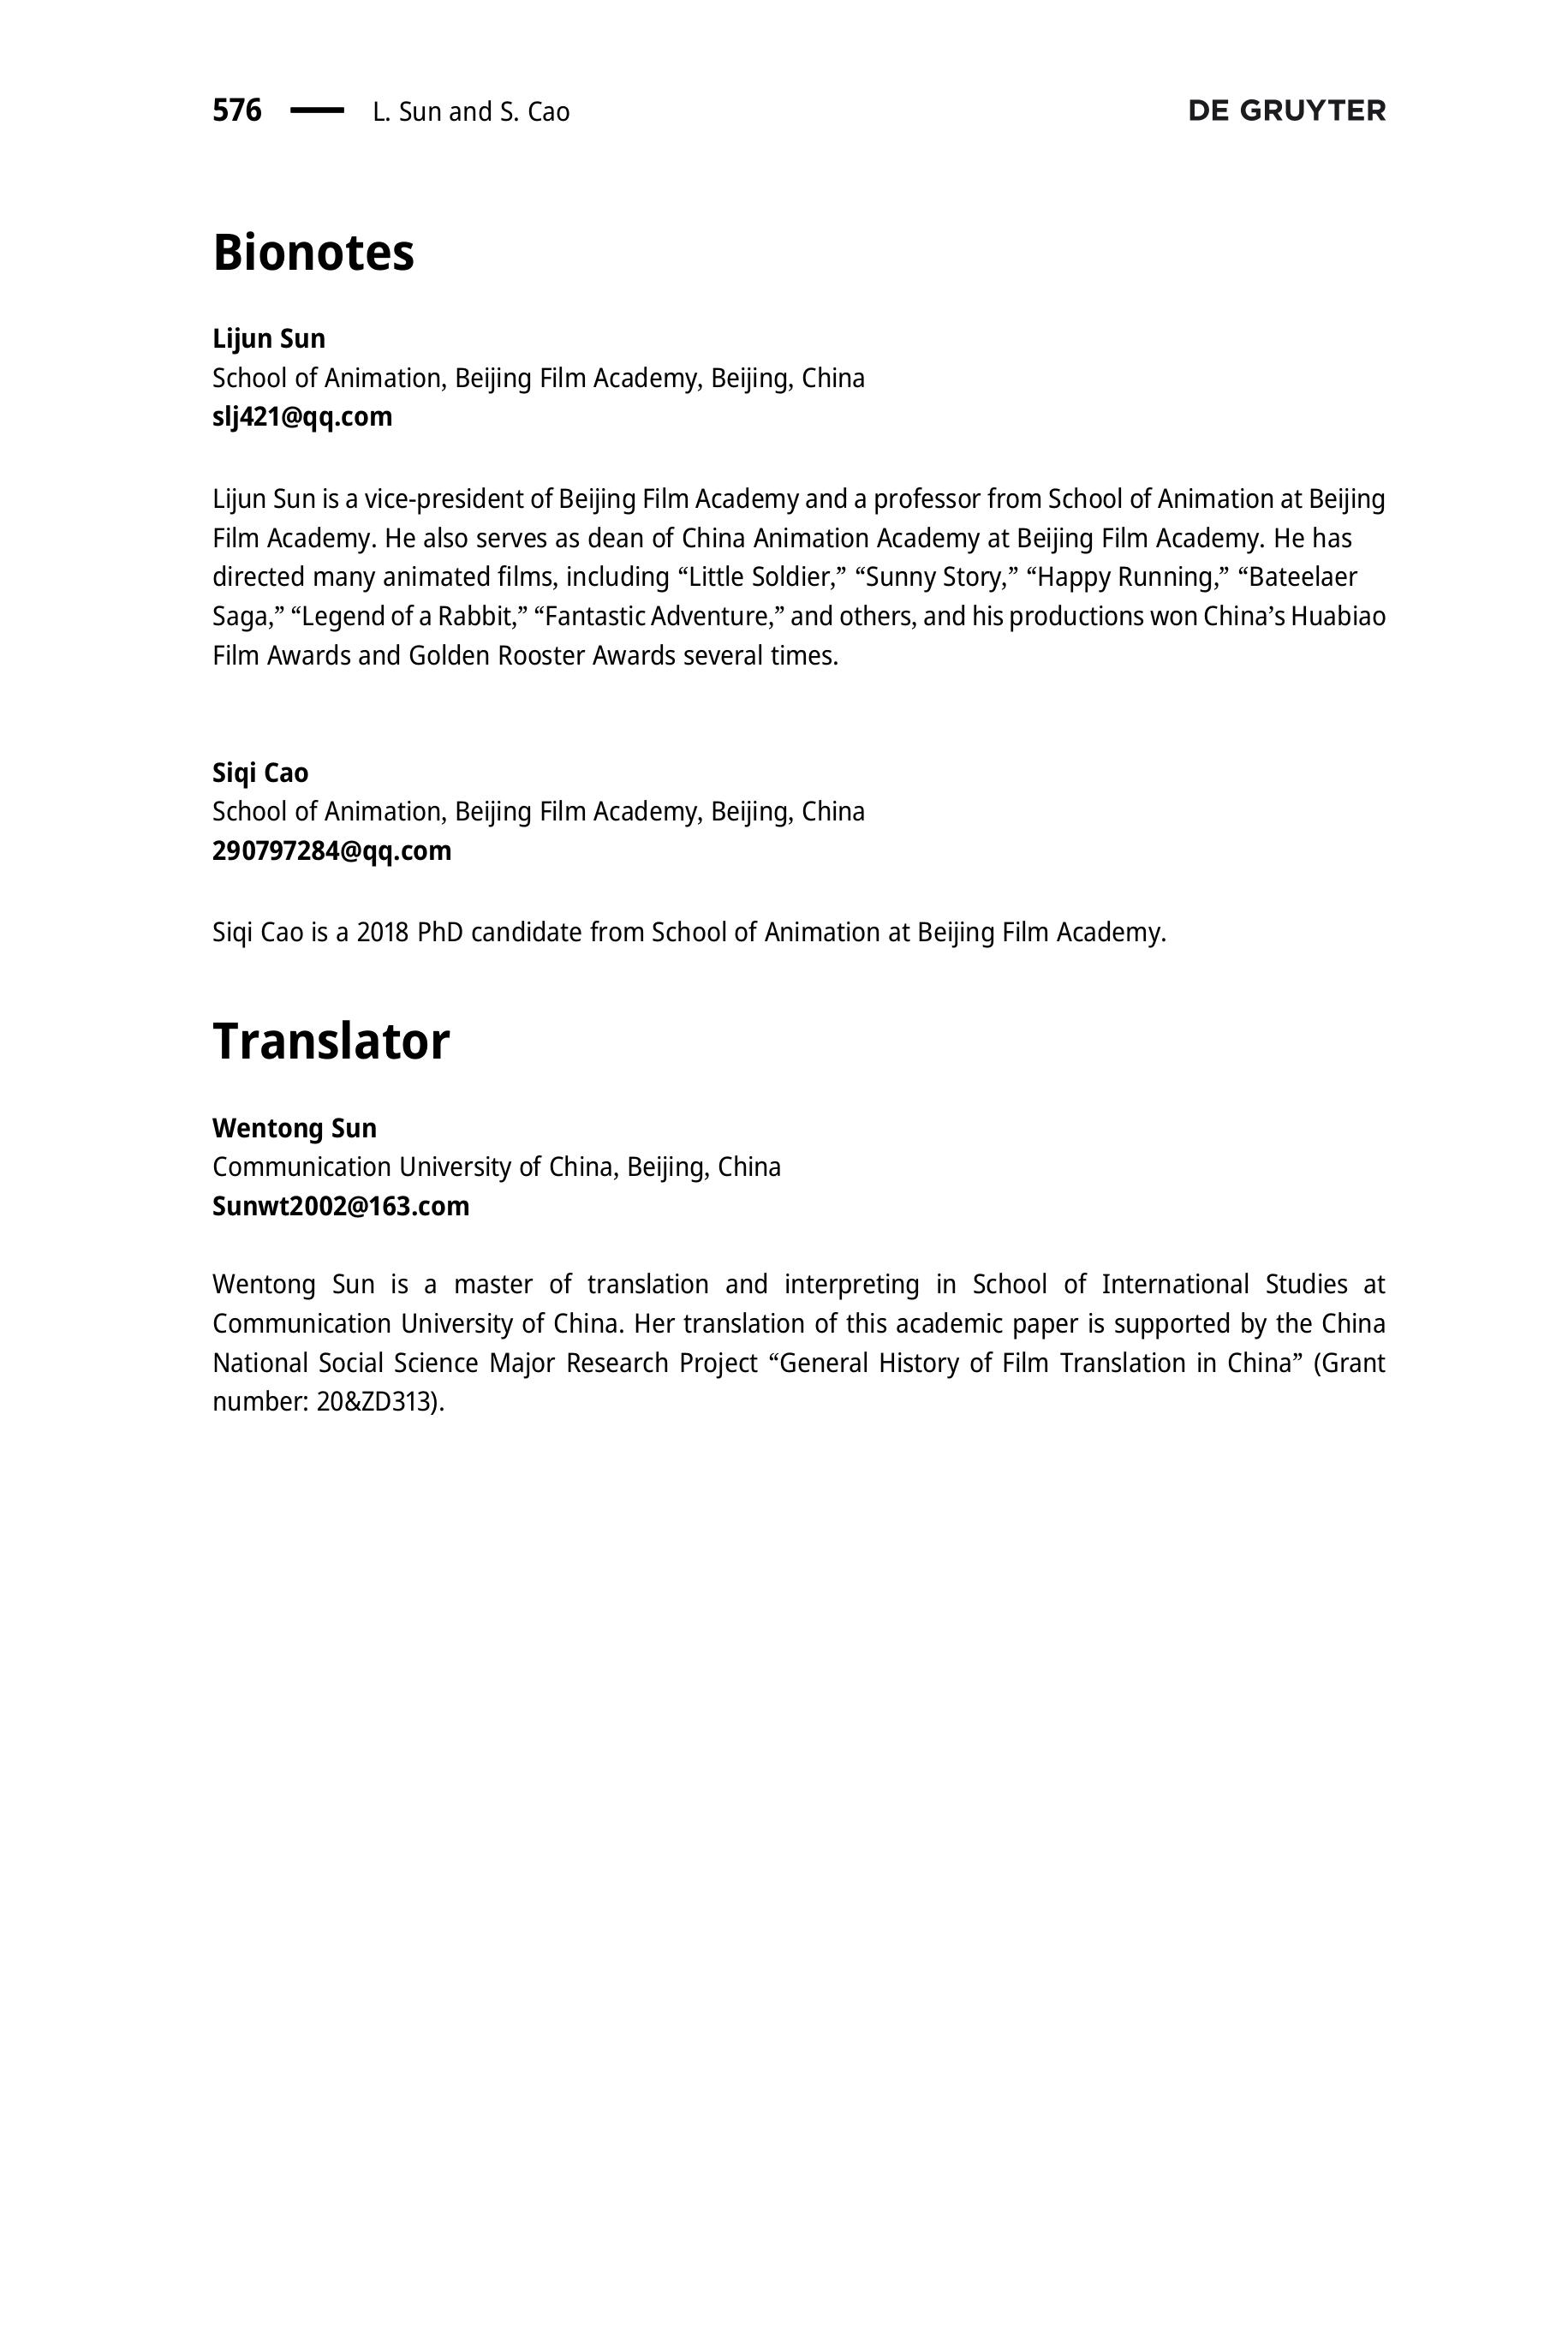 576 — L. Sun and S. Cao DE GRUYTER
Bionotes
Lijun Sun
School of Animation, Beijing Film Academy, Beijing, China
slj421@qq.com
Lijun Sun is a vice-president of Beijing Film Academy and a professor from School of Animation at Beijing
Film Academy. He also serves as dean of China Animation Academy at Beijing Film Academy. He has
directed many animated films, including “Little Soldier,” “Sunny Story,” “Happy Running,” “Bateelaer
Saga,” “Legend of a Rabbit,” “Fantastic Adventure,” and others, and his productions won China’s Huabiao
Film Awards and Golden Rooster Awards several times.
Siqi Cao
School of Animation, Beijing Film Academy, Beijing, China
290797284@qq.com
Siqi Cao is a 2018 PhD candidate from School of Animation at Beijing Film Academy.
Translator
Wentong Sun
Communication University of China, Beijing, China
Sunwt2002@163.com
Wentong Sun is a master of translation and interpreting in School of International Studies at
Communication University of China. Her translation of this academic paper is supported by the China
National Social Science Major Research Project “General History of Film Translation in China” (Grant
number: 20&ZD313).